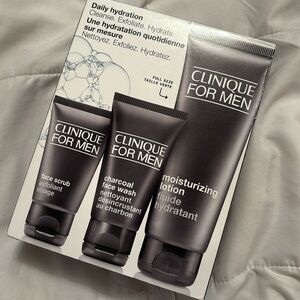 Daily hydration
Cleanse. Exfoliate. Hydrate.
Une hydratation quotidienne
sur mesure
Nettoyez. Exfoliez. Hydratez.
FULL SIZE
TAILLE VENTE
CLINIQUE
FOR MEN
moisturizing
lotion
fluide
hydratant
CLINIQUE
FOR MEN
face scrub
exfoliant
visage
CLINIQUE
FOR MEN
charcoal
face wash
nettoyant
désincrustant
au charbon